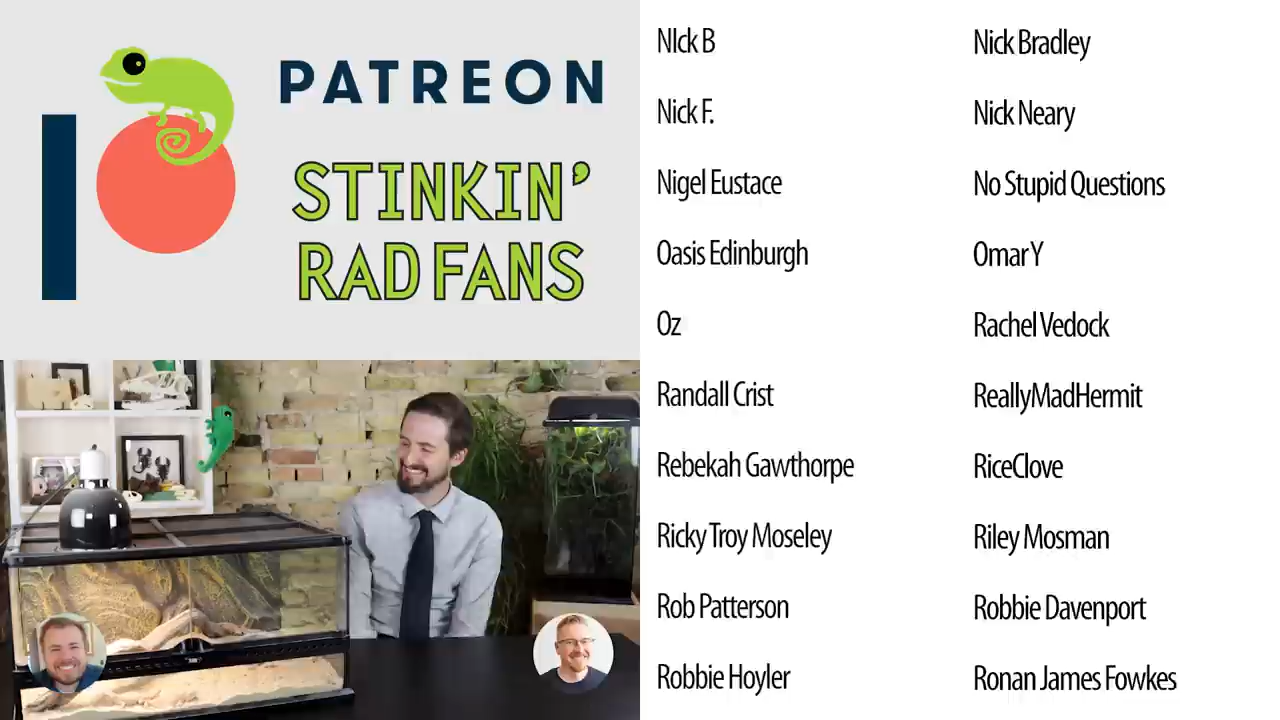 PATREON
STINKIN’
RAD FANS
NIck B
Nick F.
Nigel Eustace
Oasis Edinburgh
Oz
Randall Crist
Rebekah Gawthorpe
Ricky Troy Moseley
Rob Patterson
Robbie Hoyler
Nick Bradley
Nick Neary
No Stupid Questions
Omar Y
Rachel Vedock
ReallyMadHermit
RiceClove
Riley Mosman
Robbie Davenport
Ronan James Fowkes